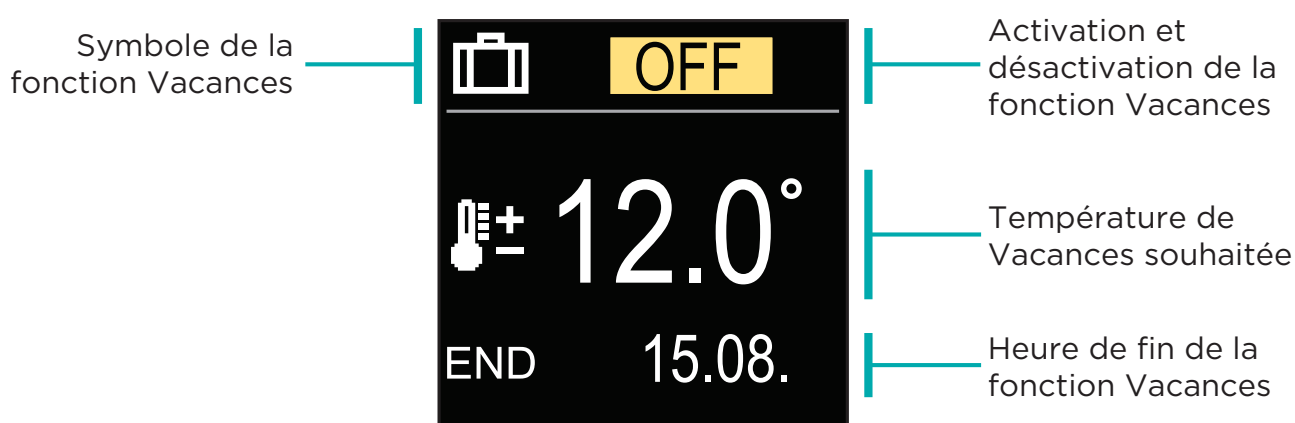 Symbole de la
fonction Vacances
OFF
Activation et
désactivation de la
fonction Vacances
12.0°
Température de
Vacances souhaitée
END 15.08.
Heure de fin de la
fonction Vacances